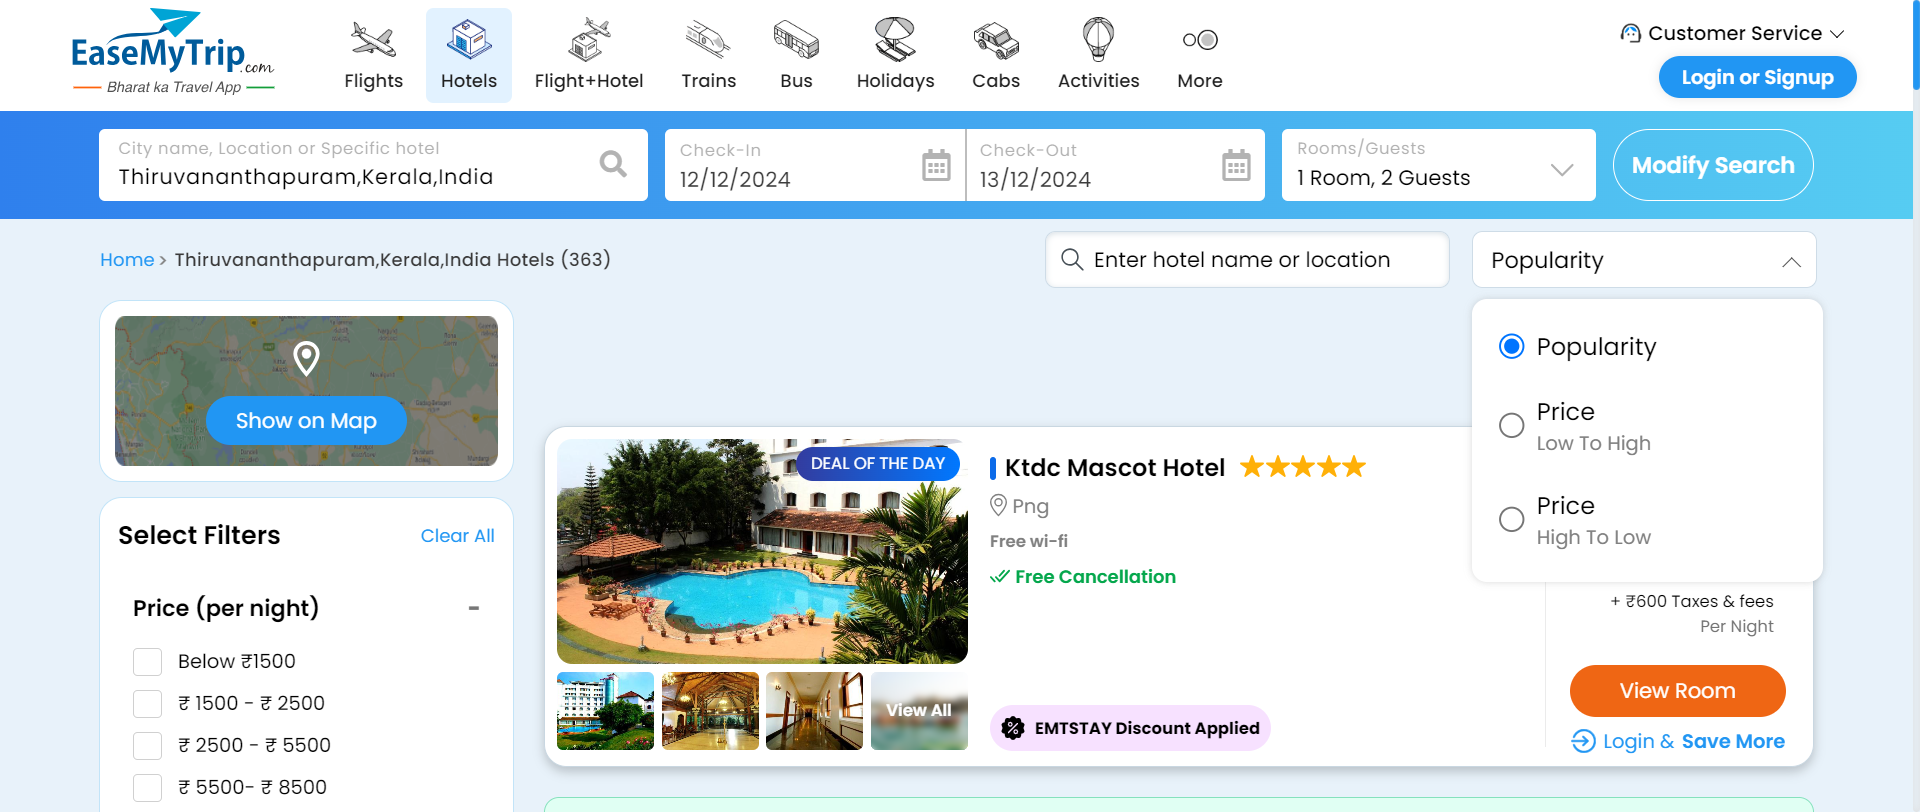 EaseMyTrip.com
Bharat ka Travel App
Flights
Hotels
Flight+Hotel
Trains
Bus
Holidays
Cabs
Activities
More
Customer Service
Login or Signup
City name, Location or Specific hotel
Thiruvananthapuram,Kerala,India
Check-In
12/12/2024
Check-Out
13/12/2024
Rooms/Guests
1 Room, 2 Guests
Modify Search
Home > Thiruvananthapuram,Kerala,India Hotels (363)
Enter hotel name or location
Popularity
Popularity
Price
Low To High
Price
High To Low
Show on Map
Select Filters
Clear All
Price (per night)
-
Below ₹1500
₹ 1500 - ₹ 2500
₹ 2500 - ₹ 5500
₹ 5500- ₹ 8500
DEAL OF THE DAY
View All
Ktdc Mascot Hotel
Png
Free wi-fi
Free Cancellation
EMTSTAY Discount Applied
+ ₹600 Taxes & fees
Per Night
View Room
Login & Save More